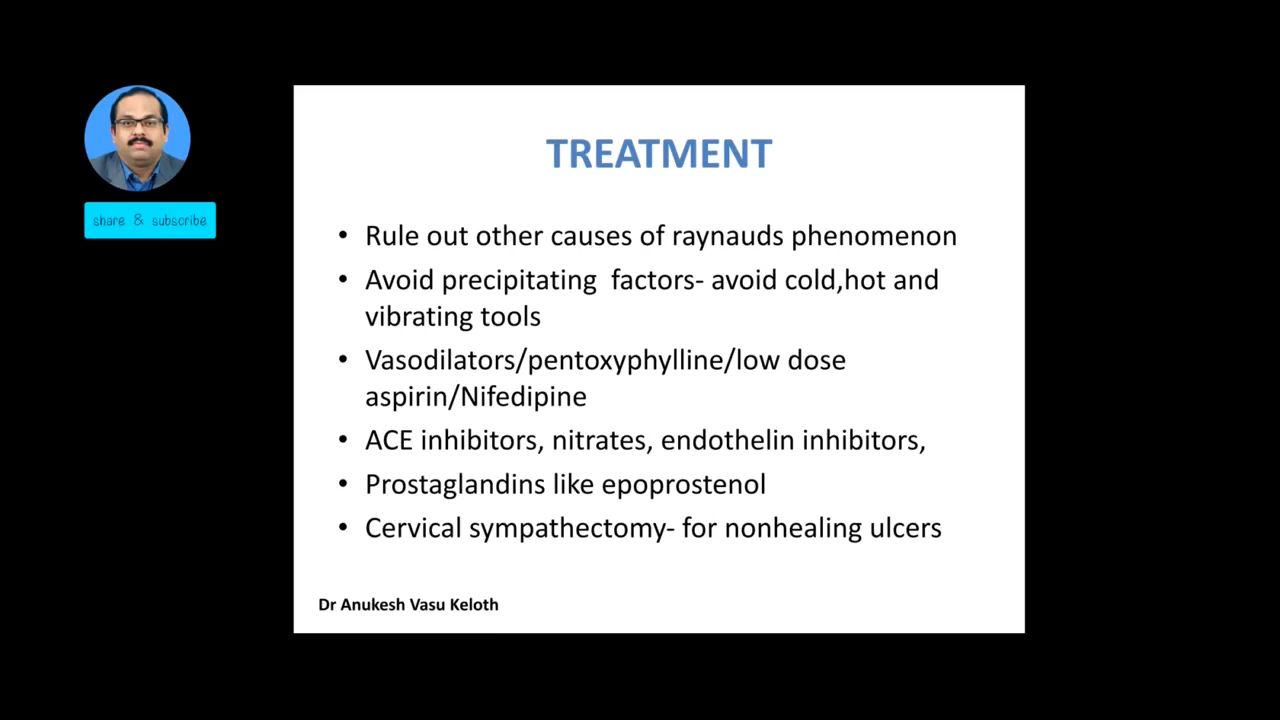 share & subscribe
TREATMENT
• Rule out other causes of raynauds phenomenon
• Avoid precipitating  factors- avoid cold,hot and
vibrating tools
• Vasodilators/pentoxyphylline/low dose
aspirin/Nifedipine
• ACE inhibitors, nitrates, endothelin inhibitors,
• Prostaglandins like epoprostenol
• Cervical sympathectomy- for nonhealing ulcers
Dr Anukesh Vasu Keloth